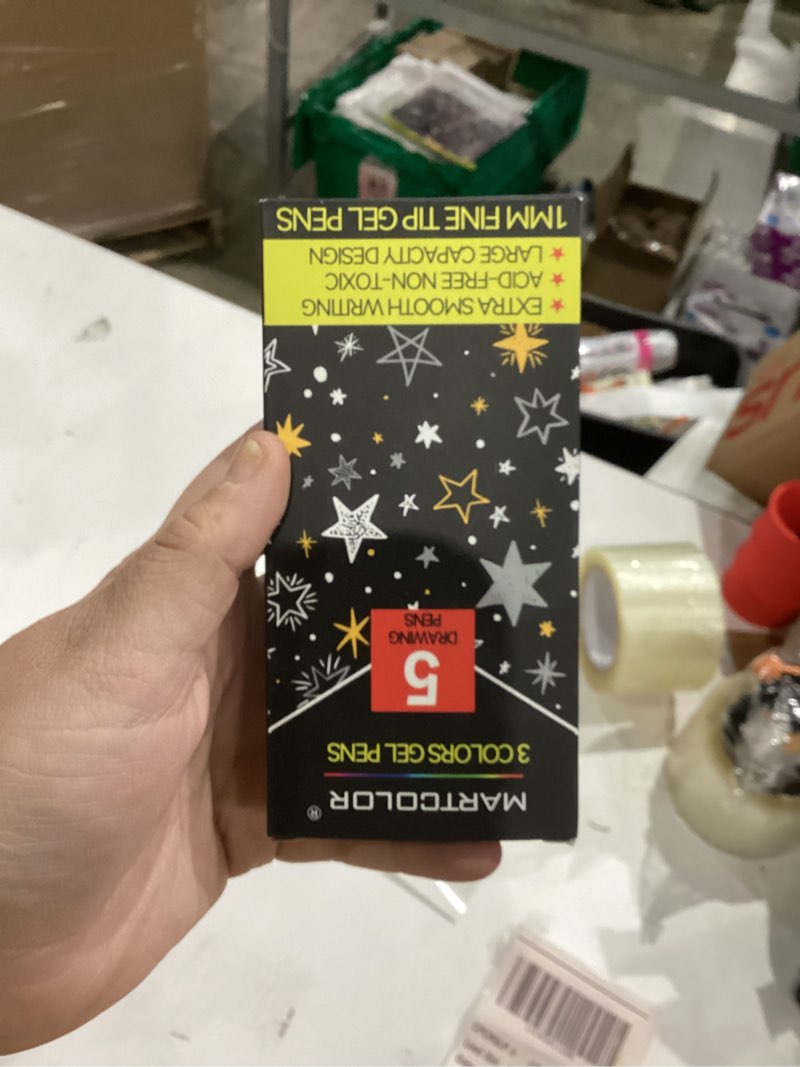 MARTCOLOR®
3 COLORS GEL PENS
5
DRAWING
PENS
★ EXTRA SMOOTH WRITING
★ ACID-FREE NON-TOXIC
★ LARGE CAPACITY DESIGN
1MM FINE TIP GEL PENS